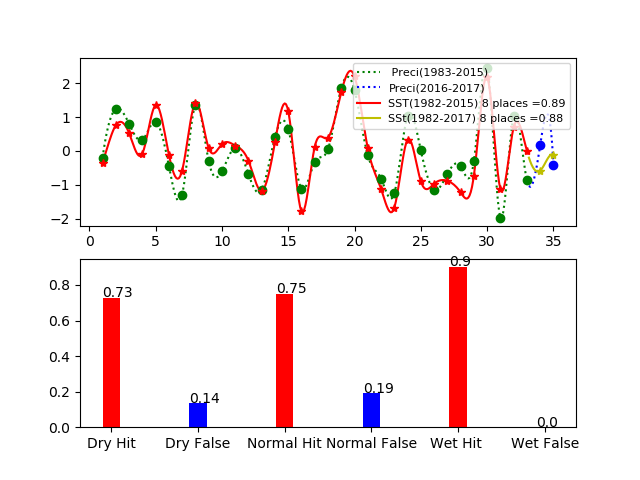 Preci(1983-2015)
Preci(2016-2017)
SST(1982-2015) 8 places =0.89
SSt(1982-2017) 8 places =0.88
2
1
0
−1
−2
0 5 10 15 20 25 30 35
0.8
0.6
0.4
0.2
0.0
0.73
0.14
0.75
0.19
0.9
0.0
Dry Hit Dry False Normal Hit Normal False Wet Hit Wet False